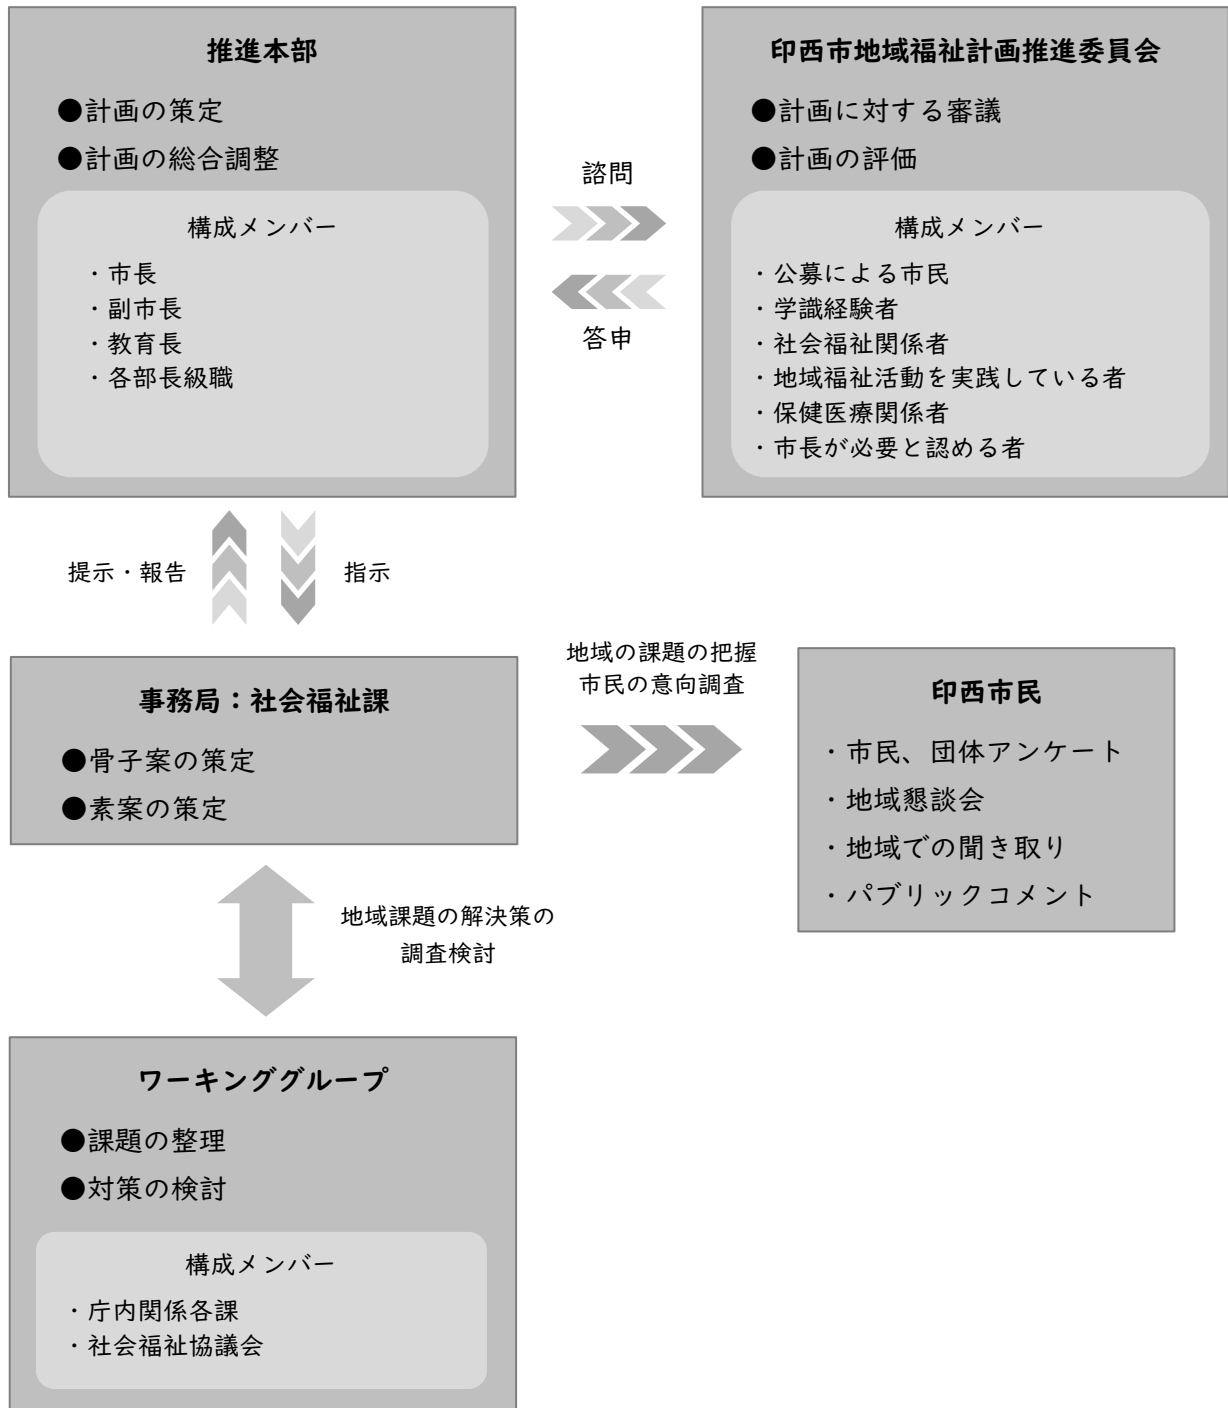 推進本部
●計画の策定
●計画の総合調整
構成メンバー
・市長
・副市長
・教育長
・各部長級職
諮問
答申
印西市地域福祉計画推進委員会
●計画に対する審議
●計画の評価
構成メンバー
・公募による市民
・学識経験者
・社会福祉関係者
・地域福祉活動を実践している者
・保健医療関係者
・市長が必要と認める者
提示・報告
指示
事務局：社会福祉課
●骨子案の策定
●素案の策定
地域の課題の把握
市民の意向調査
印西市民
・市民、団体アンケート
・地域懇談会
・地域での聞き取り
・パブリックコメント
地域課題の解決策の
調査検討
ワーキンググループ
●課題の整理
●対策の検討
構成メンバー
・庁内関係各課
・社会福祉協議会